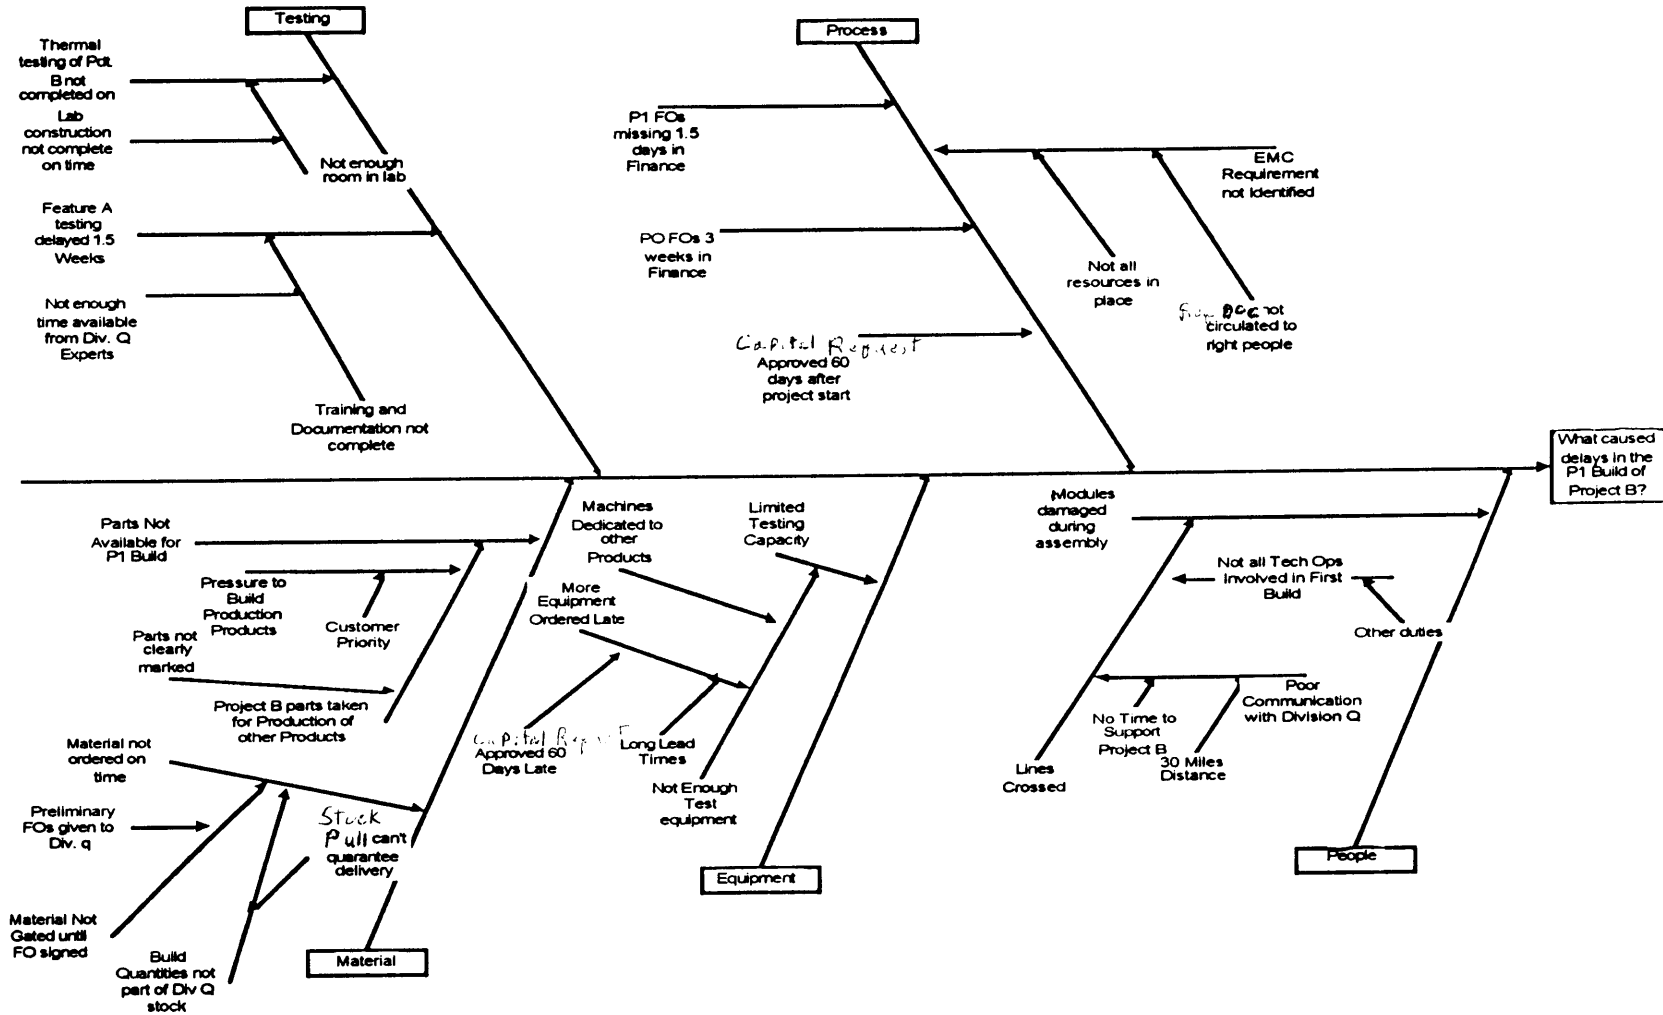 Testing
Thermal
testing of Pdt.
B not
completed on
Lab
construction
not complete
on time
Not enough
room in lab
Feature A
testing
delayed 1.5
Weeks
Not enough
time available
from Div. Q
Experts
Training and
Documentation not
complete
Process
P1 FOs
missing 1.5
days in
Finance
EMC
Requirement
not Identified
PO FOs 3
weeks in
Finance
Not all
resources in
place
not
circulated to
right people
Capital Request
Approved 60
days after
project start
What caused
delays in the
P1 Build of
Project B?
Parts Not
Available for
P1 Build
Pressure to
Build
Production
Products
Customer
Priority
Parts not
clearly
marked
Project B parts taken
for Production of
other Products
Material not
ordered on
time
Preliminary
FOs given to
Div. q
Stock
Pull can't
quarantee
delivery
Material Not
Gated until
FO signed
Build
Quantities not
part of Div Q
stock
Material
Machines
Dedicated to
other
Products
Limited
Testing
Capacity
More
Equipment
Ordered Late
Capital Request
Approved 60
Days Late
Long Lead
Times
Not Enough
Test
equipment
Equipment
Modules
damaged
during
assembly
Not all Tech Ops
Involved in First
Build
Other duties
Poor
Communication
with Division Q
No Time to
Support
Project B
30 Miles
Distance
Lines
Crossed
People